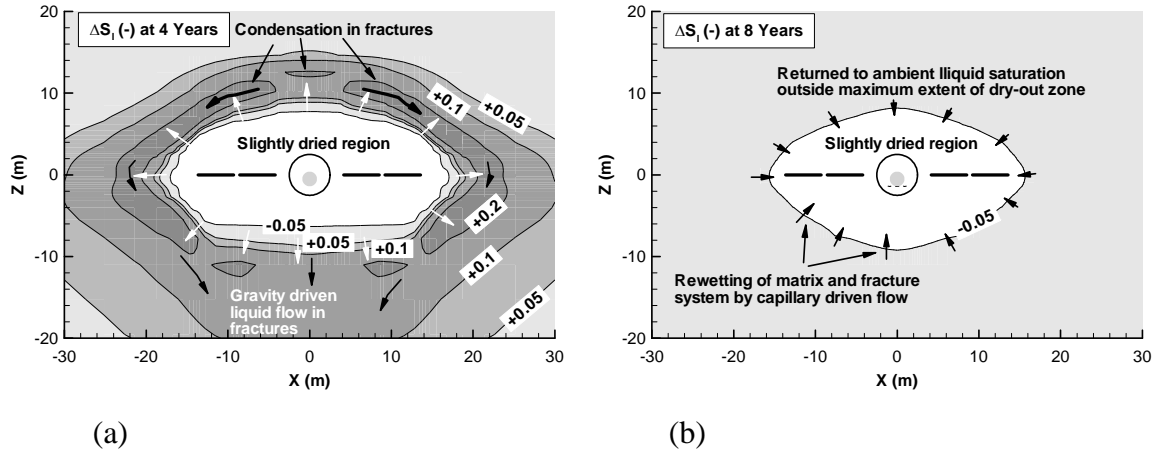 ΔSl (-) at 4 Years
Condensation in fractures
+0.1
+0.05
Slightly dried region
+0.2
-0.05
+0.05
+0.1
+0.1
Gravity driven
liquid flow in
fractures
+0.05
20
10
0
-10
-20
Z (m)
-30
-20
-10
0
10
20
30
X (m)
(a)
ΔSl (-) at 8 Years
Returned to ambient lliquid saturation
outside maximum extent of dry-out zone
Slightly dried region
-0.05
Rewetting of matrix and fracture
system by capillary driven flow
20
10
0
-10
-20
Z (m)
-30
-20
-10
0
10
20
30
X (m)
(b)